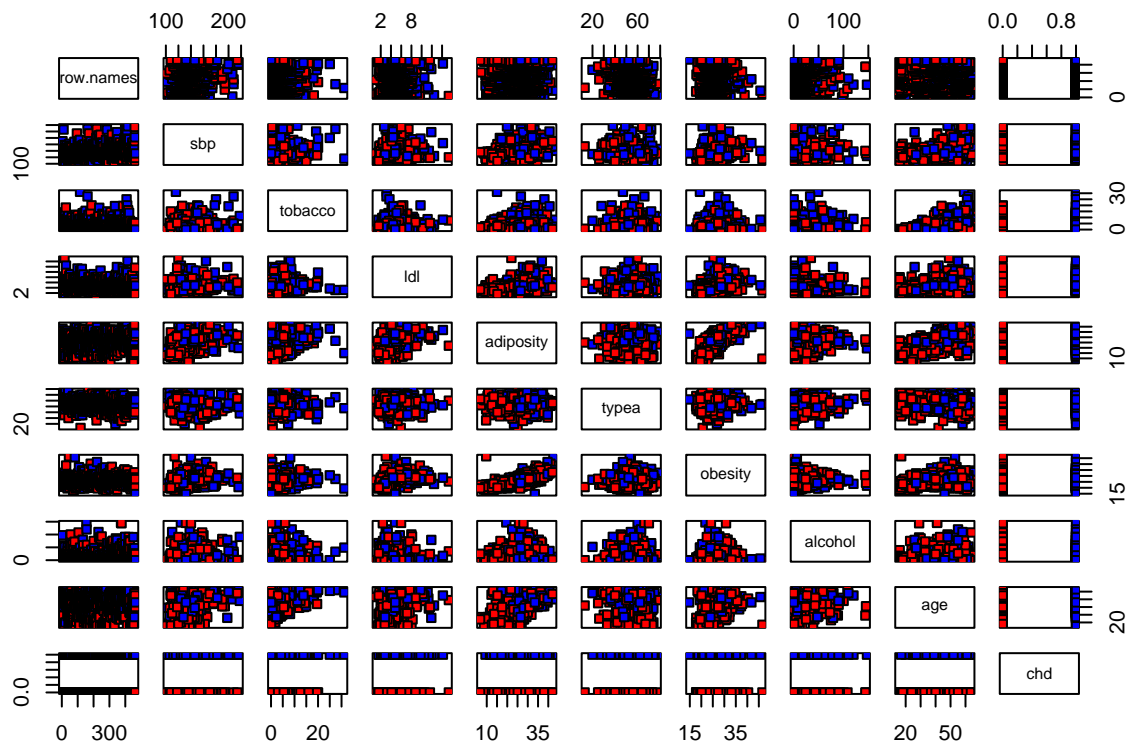 100 200 2 8 20 60 0 100 0.0 0.8
row.names 0
100 sbp
tobacco 0 30
2 ldl
adiposity 10
20 typea
obesity 15
0 alcohol
age 20
0.0 chd
0 300 0 20 10 35 15 35 20 50